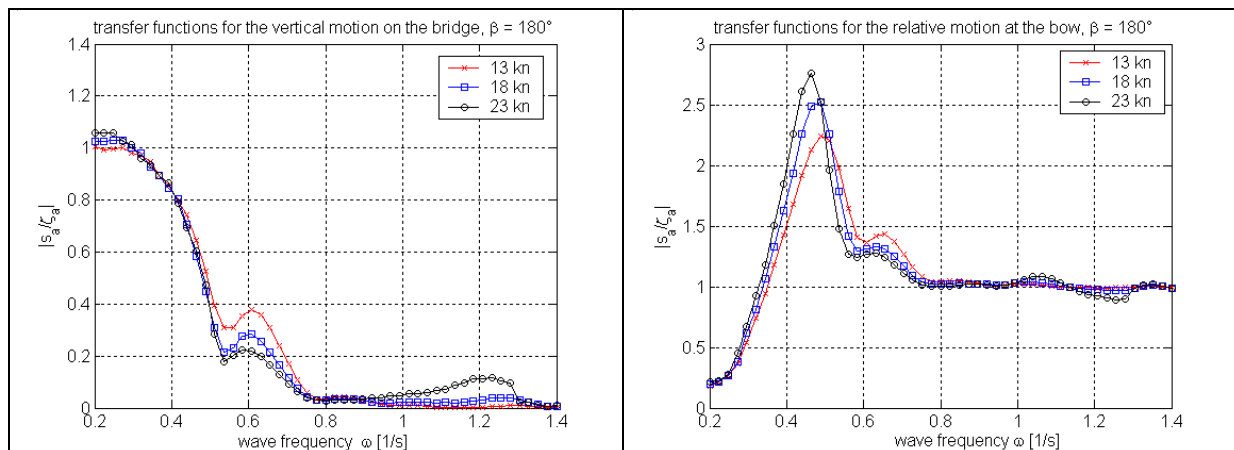 transfer functions for the vertical motion on the bridge, β = 180°
1.4
1.2
1
0.8
0.6
0.4
0.2
0
|s_a/ζ_a|
13 kn
18 kn
23 kn
0.2 0.4 0.6 0.8 1 1.2 1.4
wave frequency ω [1/s]
transfer functions for the relative motion at the bow, β = 180°
3
2.5
2
1.5
1
0.5
0
|s_a/ζ_a|
13 kn
18 kn
23 kn
0.2 0.4 0.6 0.8 1 1.2 1.4
wave frequency ω [1/s]